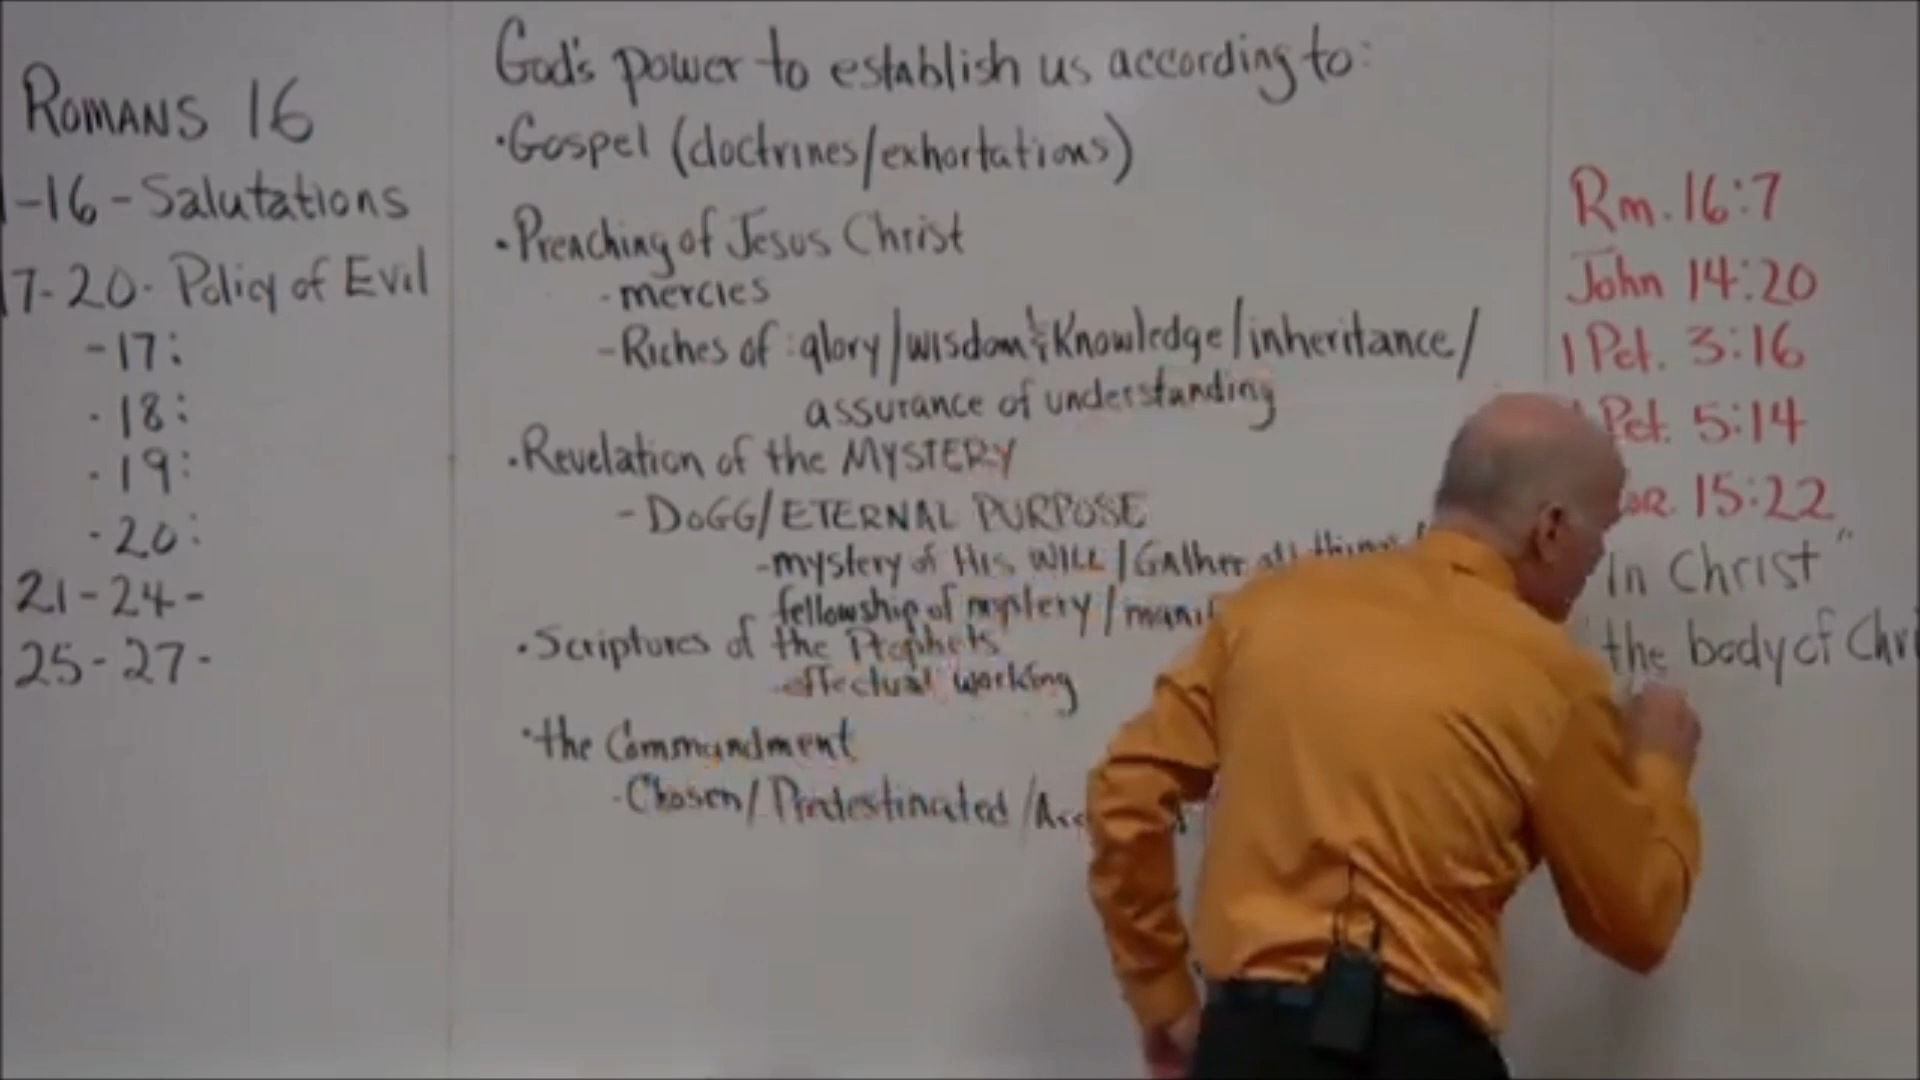 ROMANS 16
1-16 - Salutations
17-20 - Policy of Evil
-17:
-18:
-19:
-20:
21-24-
25-27-
God's power to establish us according to:
•Gospel (doctrines/exhortations)
•Preaching of Jesus Christ
-mercies
-Riches of: glory/wisdom & Knowledge/inheritance/
assurance of understanding
•Revelation of the MYSTERY
-DoGG/ETERNAL PURPOSE
-mystery of His WILL/Gather all things
fellowship of mystery/
•Scriptures of the Prophets
-effectual working
•the Commandment
-Chosen/Predestinated/
Rm. 16:7
John 14:20
1 Pet. 3:16
Pet. 5:14
15:22
in Christ"
the body of